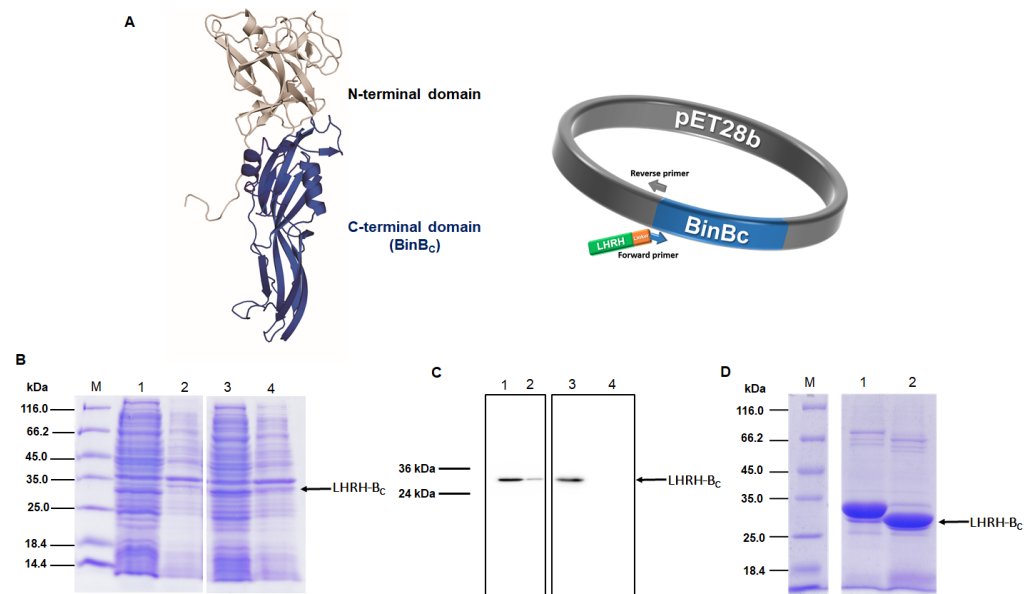 A
N-terminal domain
C-terminal domain
(BinBC)
pET28b
Reverse primer
BinBc
LHRH
Linker
Forward primer
B
kDa
M
1
2
3
4
116.0
66.2
45.0
35.0
25.0
18.4
14.4
LHRH-BC
C
1
2
3
4
36 kDa
24 kDa
LHRH-BC
D
kDa
M
1
2
116.0
66.2
45.0
35.0
25.0
18.4
LHRH-BC